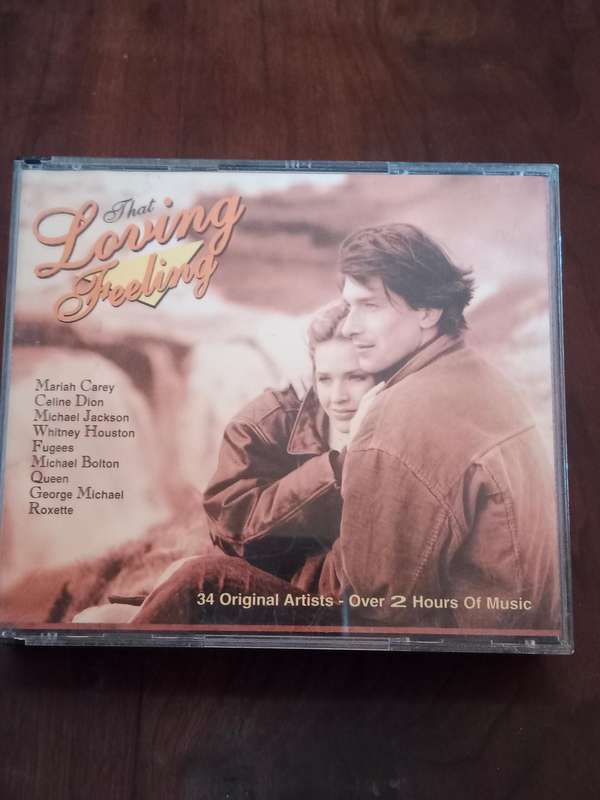 That
Loving
Feeling
Mariah Carey
Celine Dion
Michael Jackson
Whitney Houston
Fugees
Michael Bolton
Queen
George Michael
Roxette
34 Original Artists - Over 2 Hours Of Music